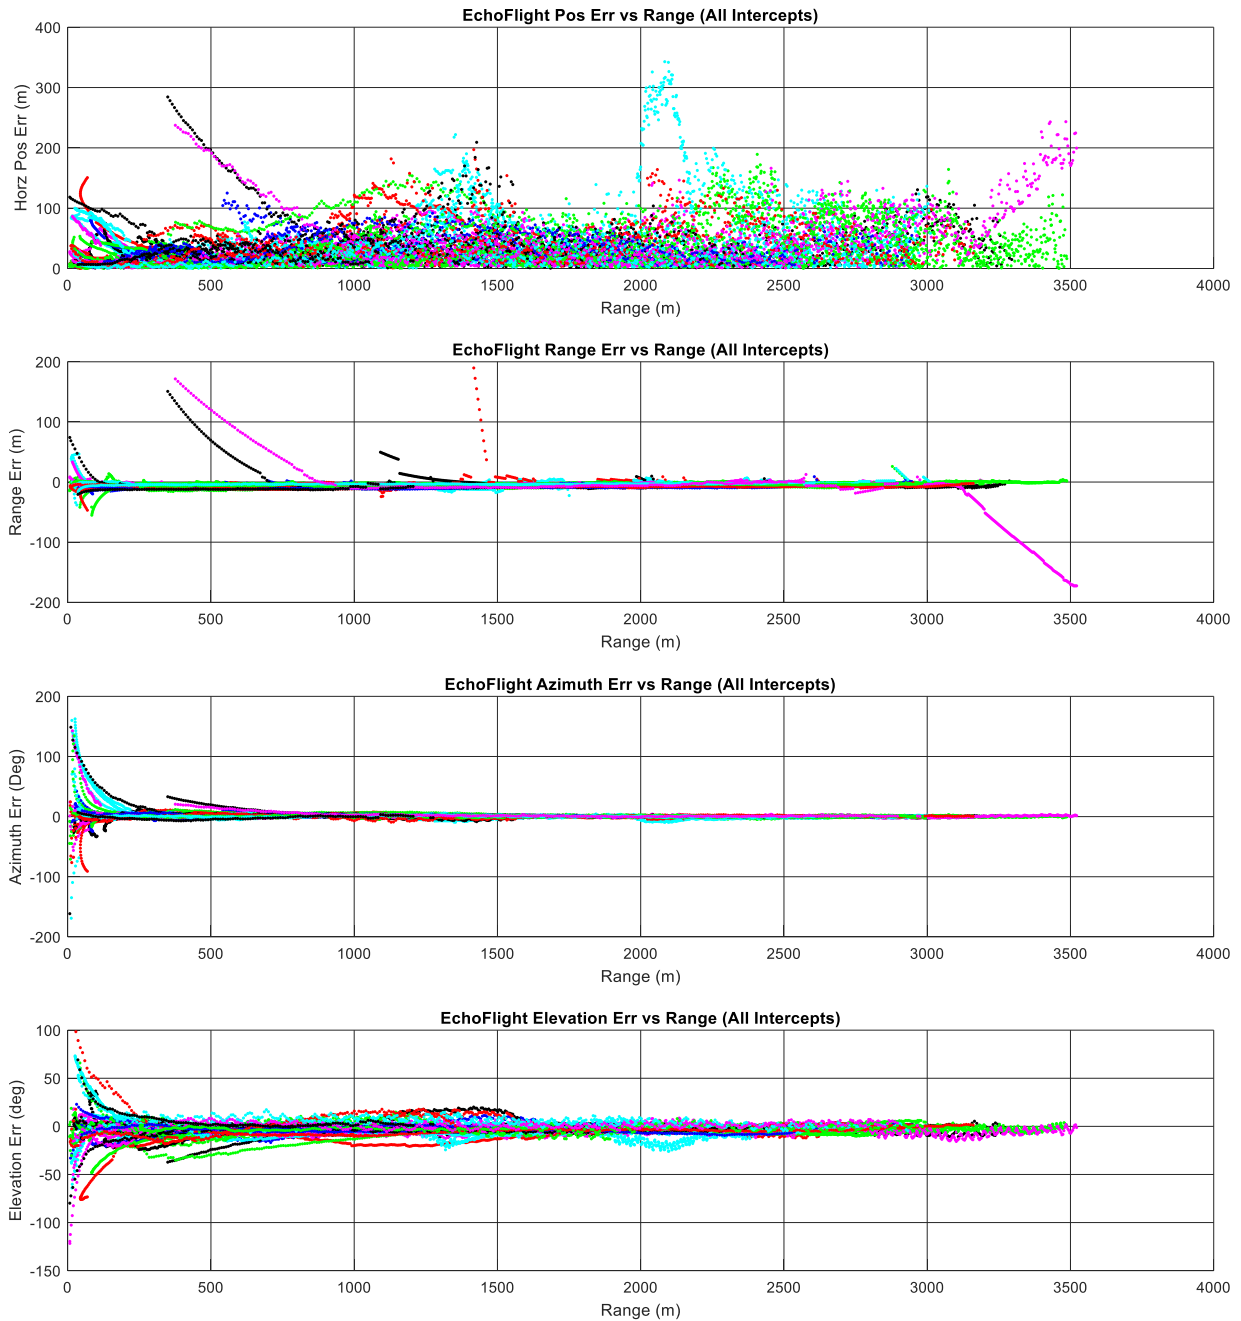 EchoFlight Pos Err vs Range (All Intercepts)
400
300
200
100
0
Horz Pos Err (m)
0 500 1000 1500 2000 2500 3000 3500 4000
Range (m)
EchoFlight Range Err vs Range (All Intercepts)
200
100
0
-100
-200
Range Err (m)
0 500 1000 1500 2000 2500 3000 3500 4000
Range (m)
EchoFlight Azimuth Err vs Range (All Intercepts)
200
100
0
-100
-200
Azimuth Err (Deg)
0 500 1000 1500 2000 2500 3000 3500 4000
Range (m)
EchoFlight Elevation Err vs Range (All Intercepts)
100
50
0
-50
-100
-150
Elevation Err (deg)
0 500 1000 1500 2000 2500 3000 3500 4000
Range (m)